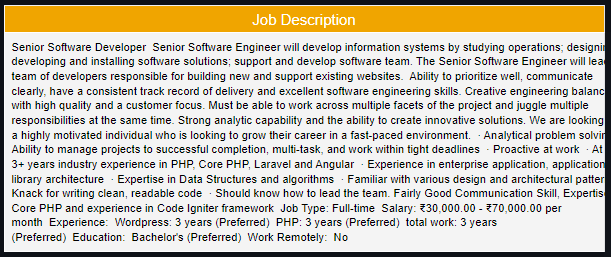 Job Description
Senior Software Developer Senior Software Engineer will develop information systems by studying operations;
developing and installing software solutions; support and develop software team. The Senior Software Engineer will
team of developers responsible for building new and support existing websites. Ability to prioritize well, communicate
clearly, have a consistent track record of delivery and excellent software engineering skills. Creative engineering
with high quality and a customer focus. Must be able to work across multiple facets of the project and juggle multiple
responsibilities at the same time. Strong analytic capability and the ability to create innovative solutions. We are looking
a highly motivated individual who is looking to grow their career in a fast-paced environment. · Analytical problem
Ability to manage projects to successful completion, multi-task, and work within tight deadlines · Proactive at work · At
3+ years industry experience in PHP, Core PHP, Laravel and Angular · Experience in enterprise application, application
library architecture · Expertise in Data Structures and algorithms · Familiar with various design and architectural
Knack for writing clean, readable code · Should know how to lead the team. Fairly Good Communication Skill,
Core PHP and experience in Code Igniter framework Job Type: Full-time Salary: ₹30,000.00 - ₹70,000.00 per
month Experience: Wordpress: 3 years (Preferred) PHP: 3 years (Preferred) total work: 3 years
(Preferred) Education: Bachelor's (Preferred) Work Remotely: No